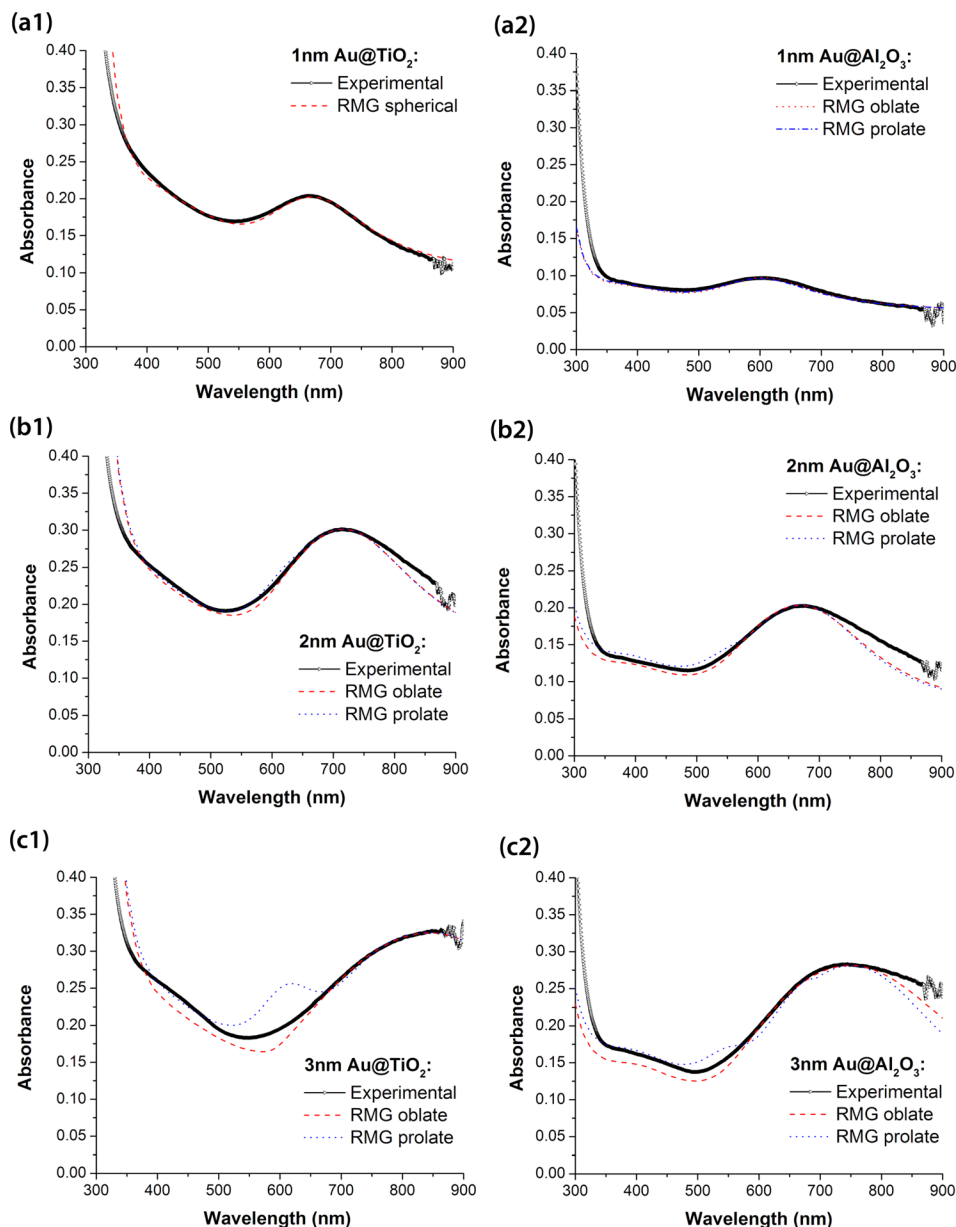 (a1)
0.40
0.35
0.30
0.25
0.20
0.15
0.10
0.05
0.00
Absorbance
1nm Au@TiO₂:
Experimental
RMG spherical
300 400 500 600 700 800 900
Wavelength (nm)
(a2)
0.40
0.35
0.30
0.25
0.20
0.15
0.10
0.05
0.00
Absorbance
1nm Au@Al₂O₃:
Experimental
RMG oblate
RMG prolate
300 400 500 600 700 800 900
Wavelength (nm)
(b1)
0.40
0.35
0.30
0.25
0.20
0.15
0.10
0.05
0.00
Absorbance
2nm Au@TiO₂:
Experimental
RMG oblate
RMG prolate
300 400 500 600 700 800 900
Wavelength (nm)
(b2)
0.40
0.35
0.30
0.25
0.20
0.15
0.10
0.05
0.00
Absorbance
2nm Au@Al₂O₃:
Experimental
RMG oblate
RMG prolate
300 400 500 600 700 800 900
Wavelength (nm)
(c1)
0.40
0.35
0.30
0.25
0.20
0.15
0.10
0.05
0.00
Absorbance
3nm Au@TiO₂:
Experimental
RMG oblate
RMG prolate
300 400 500 600 700 800 900
Wavelength (nm)
(c2)
0.40
0.35
0.30
0.25
0.20
0.15
0.10
0.05
0.00
Absorbance
3nm Au@Al₂O₃:
Experimental
RMG oblate
RMG prolate
300 400 500 600 700 800 900
Wavelength (nm)